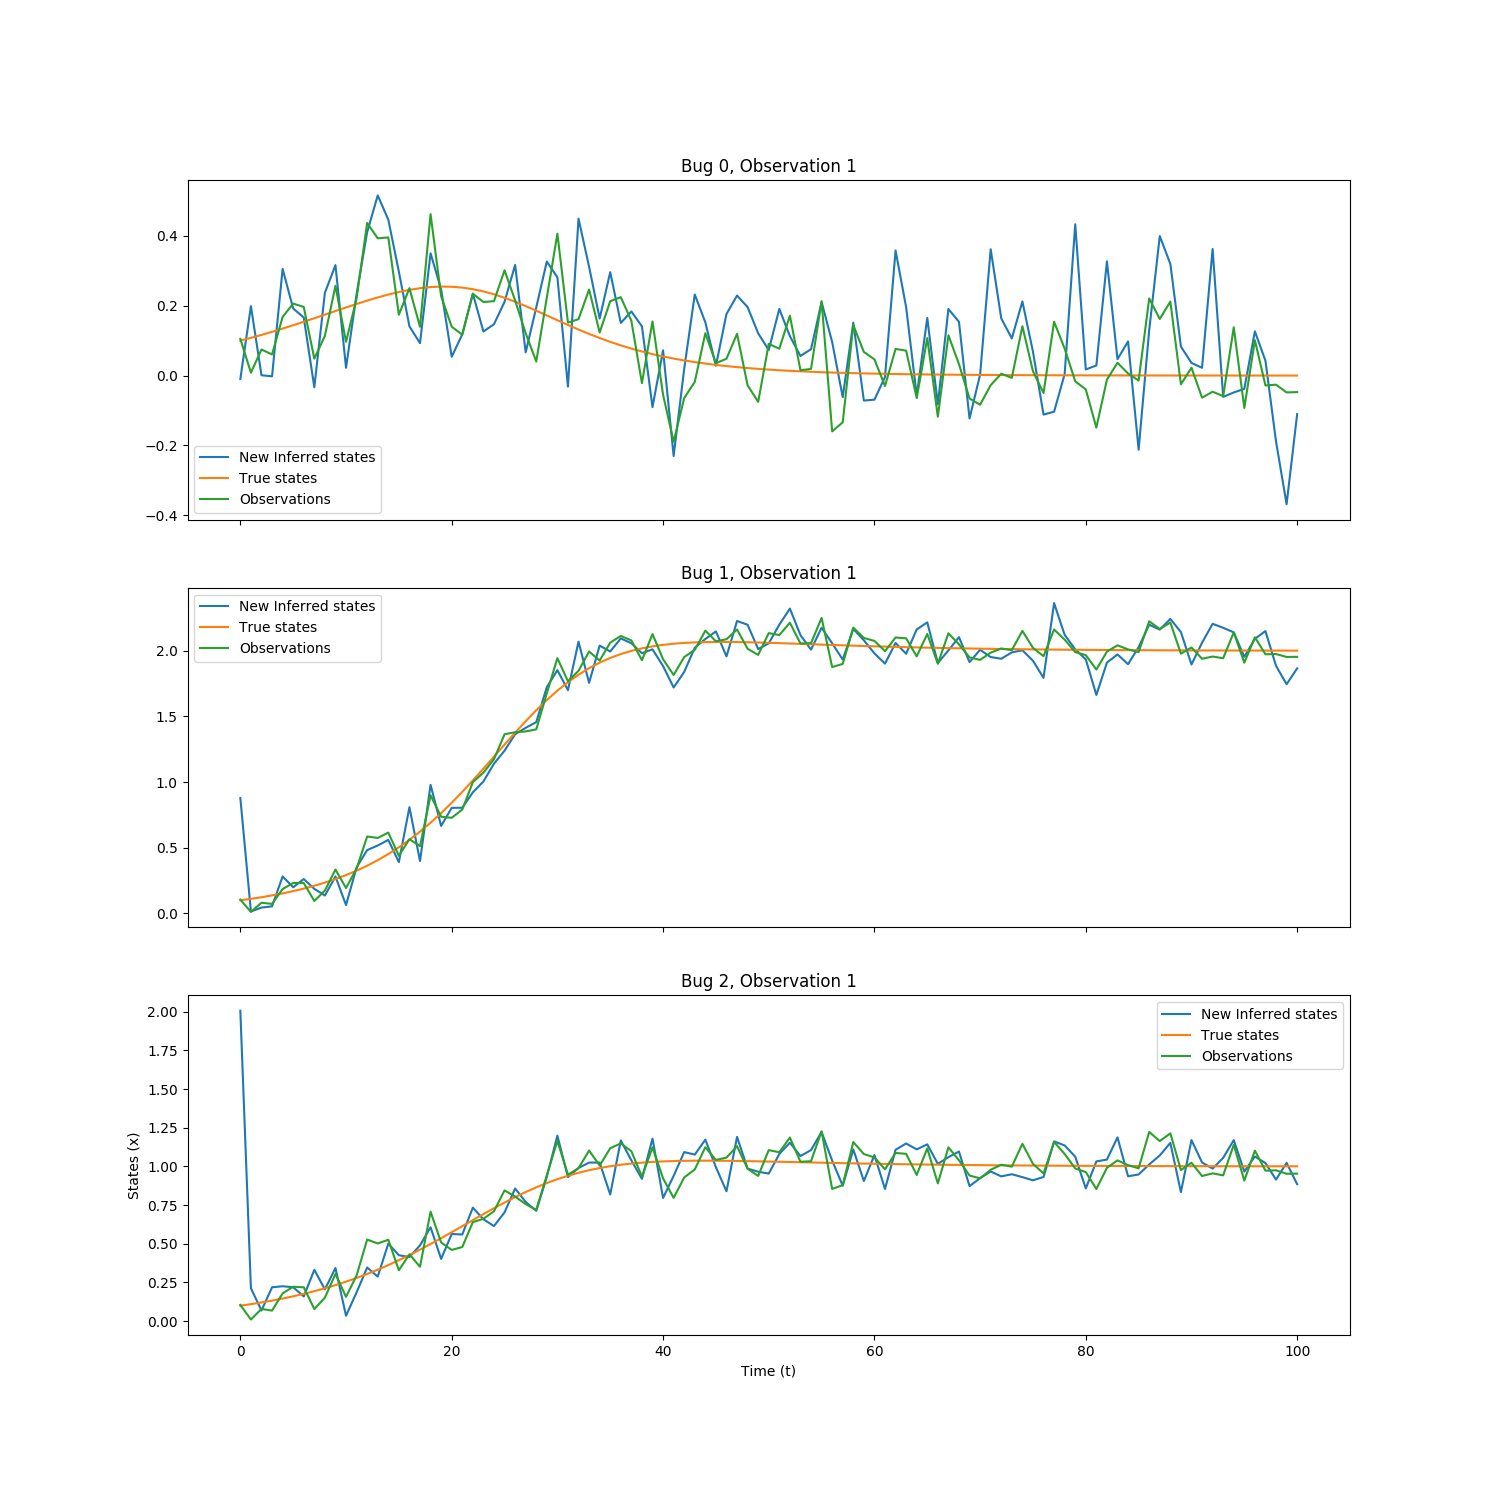 Bug 0, Observation 1
0.4
0.2
0.0
−0.2
−0.4
New Inferred states
True states
Observations
Bug 1, Observation 1
2.0
1.5
1.0
0.5
0.0
New Inferred states
True states
Observations
Bug 2, Observation 1
2.00
1.75
1.50
1.25
1.00
0.75
0.50
0.25
0.00
States (x)
New Inferred states
True states
Observations
0 20 40 60 80 100
Time (t)